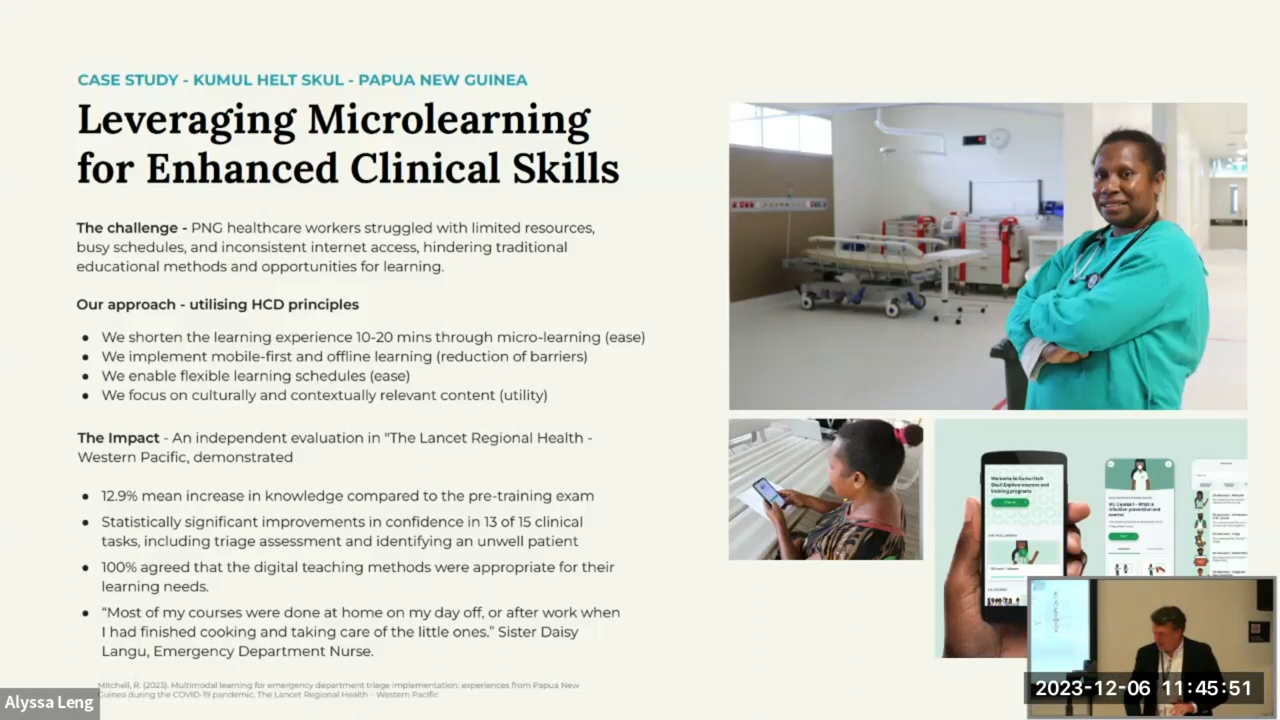 CASE STUDY - KUMUL HELT SKUL - PAPUA NEW GUINEA
Leveraging Microlearning
for Enhanced Clinical Skills
The challenge - PNG healthcare workers struggled with limited resources,
busy schedules, and inconsistent internet access, hindering traditional
educational methods and opportunities for learning.
Our approach - utilising HCD principles
● We shorten the learning experience 10-20 mins through micro-learning (ease)
● We implement mobile-first and offline learning (reduction of barriers)
● We enable flexible learning schedules (ease)
● We focus on culturally and contextually relevant content (utility)
The Impact - An independent evaluation in "The Lancet Regional Health -
Western Pacific, demonstrated
● 12.9% mean increase in knowledge compared to the pre-training exam
● Statistically significant improvements in confidence in 13 of 15 clinical
tasks, including triage assessment and identifying an unwell patient
● 100% agreed that the digital teaching methods were appropriate for their
learning needs.
● “Most of my courses were done at home on my day off, or after work when
I had finished cooking and taking care of the little ones.” Sister Daisy
Langu, Emergency Department Nurse.
Mitchell, R. (2023). Multimodal learning for emergency department triage implementation: experiences from Papua New
Guinea during the COVID-19 pandemic. The Lancet Regional Health – Western Pacific
Alyssa Leng
Welcome to Kumul Helt
Skul! Explore courses and
training programs
2023-12-06 11:45:51